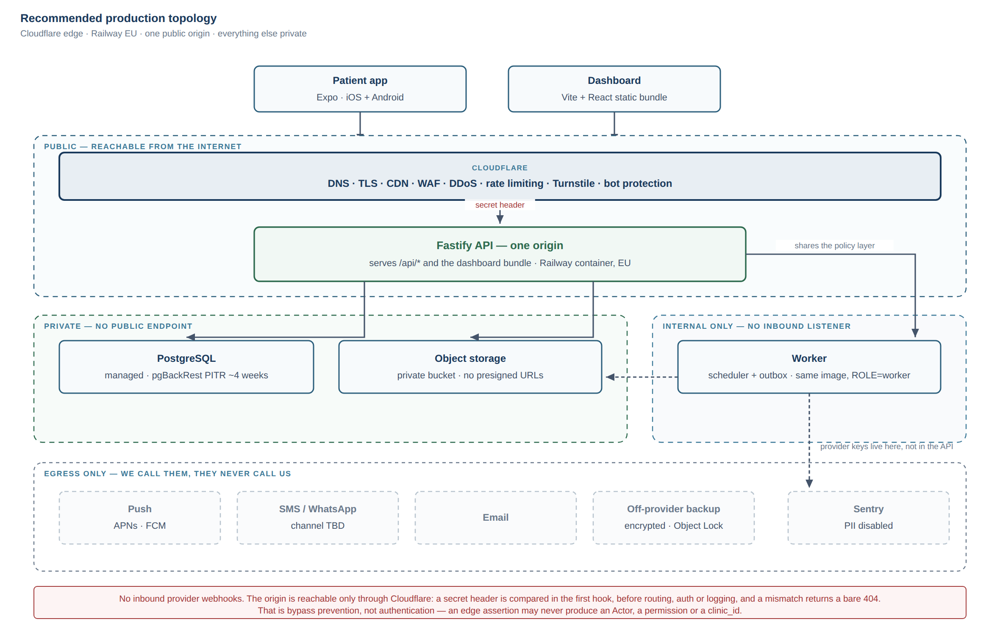 Recommended production topology
Cloudflare edge · Railway EU · one public origin · everything else private
Patient app
Expo · iOS + Android
Dashboard
Vite + React static bundle
PUBLIC — REACHABLE FROM THE INTERNET
CLOUDFLARE
DNS · TLS · CDN · WAF · DDoS · rate limiting · Turnstile · bot protection
secret header
Fastify API — one origin
serves /api/* and the dashboard bundle · Railway container, EU
shares the policy layer
PRIVATE — NO PUBLIC ENDPOINT
PostgreSQL
managed · pgBackRest PITR ~4 weeks
Object storage
private bucket · no presigned URLs
INTERNAL ONLY — NO INBOUND LISTENER
Worker
scheduler + outbox · same image, ROLE=worker
provider keys live here, not in the API
EGRESS ONLY — WE CALL THEM, THEY NEVER CALL US
Push
APNs · FCM
SMS / WhatsApp
channel TBD
Email
Off-provider backup
encrypted · Object Lock
Sentry
PII disabled
No inbound provider webhooks. The origin is reachable only through Cloudflare: a secret header is compared in the first hook, before routing, auth or logging, and a mismatch returns a bare 404.
That is bypass prevention, not authentication — an edge assertion may never produce an Actor, a permission or a clinic_id.